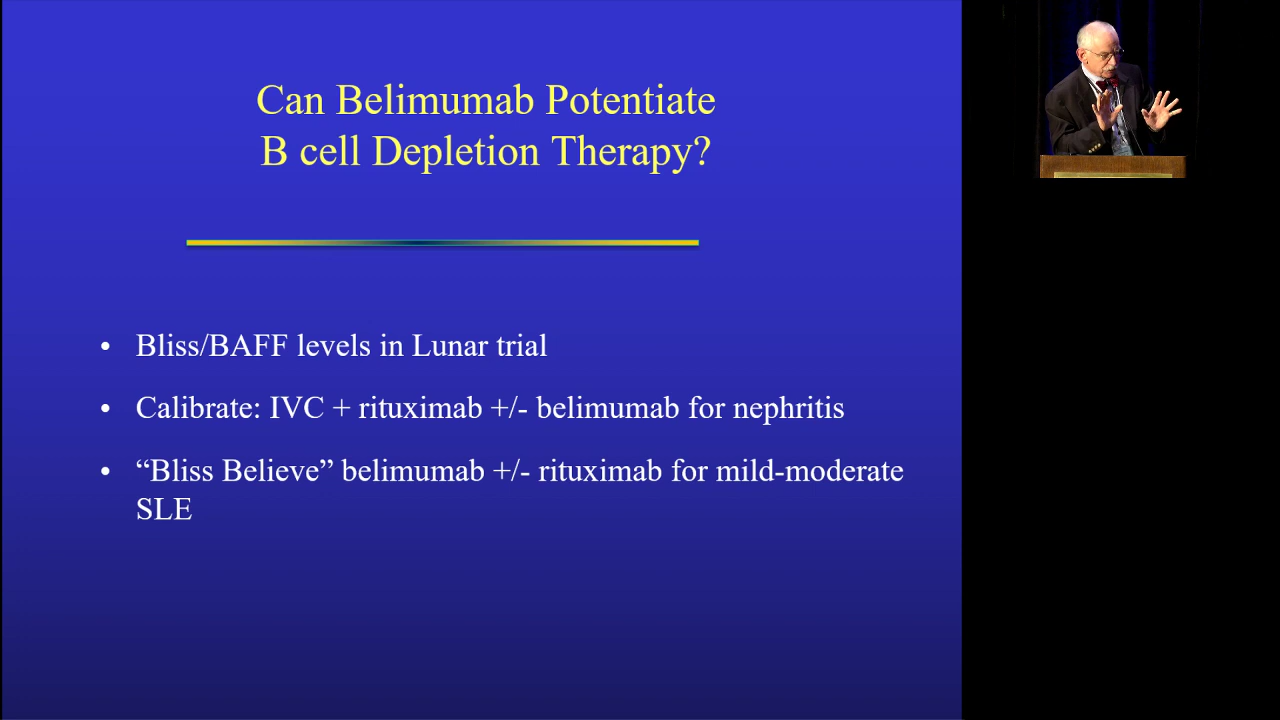 Can Belimumab Potentiate
B cell Depletion Therapy?
• Bliss/BAFF levels in Lunar trial
• Calibrate: IVC + rituximab +/- belimumab for nephritis
• “Bliss Believe” belimumab +/- rituximab for mild-moderate
SLE